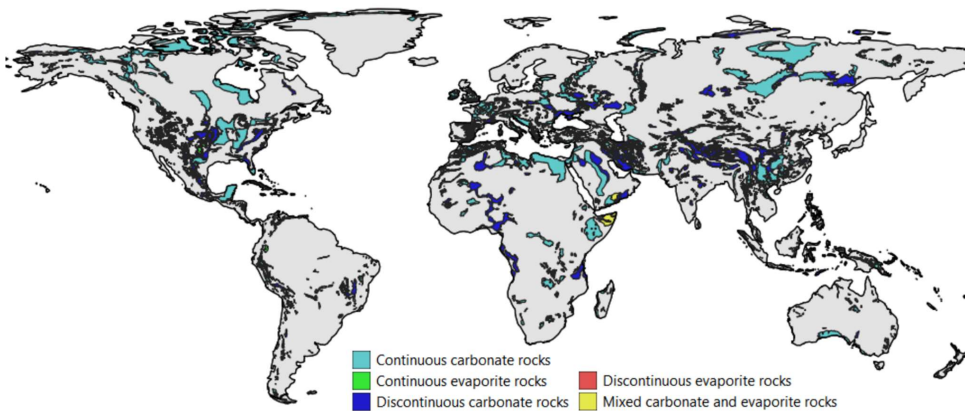 Continuous carbonate rocks
Continuous evaporite rocks
Discontinuous evaporite rocks
Discontinuous carbonate rocks
Mixed carbonate and evaporite rocks